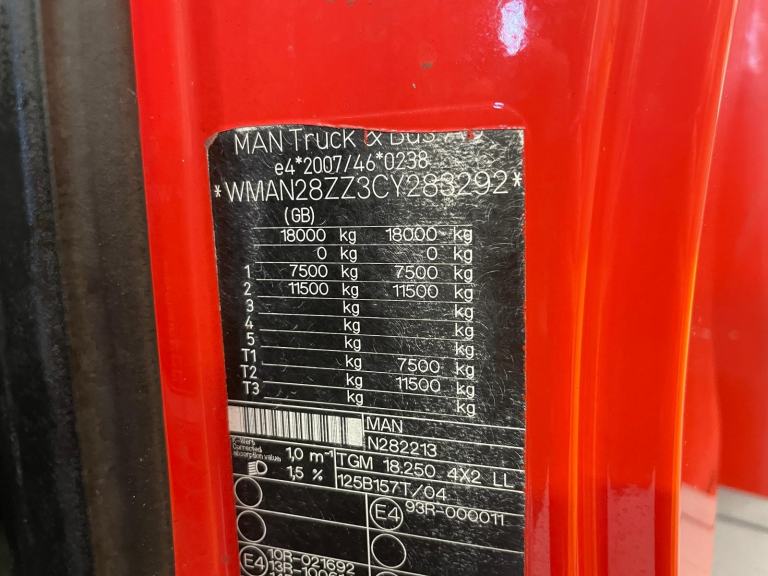 MAN Truck & Bus AG
e4*2007/46*0238
*WMAN28ZZ3CY283292*
(GB)
18000 kg 18000 kg
0 kg 0 kg
1 7500 kg 7500 kg
2 11500 kg 11500 kg
3 kg kg
4 kg kg
5 kg kg
T1 kg 7500 kg
T2 kg 11500 kg
T3 kg kg
MAN
N282213
Corrected
absorption value 1,0 m⁻¹
TGM 18.250 4X2 LL
1,5 %
125B157T/04
E4 93R-000011
E4 10R-021692